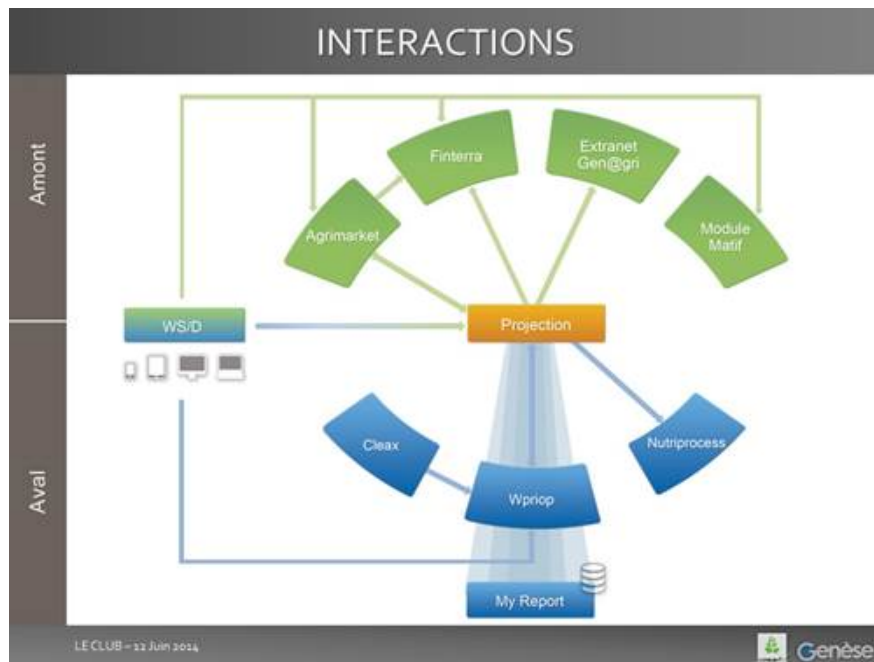 INTERACTIONS
Amont
Finterra
Extranet
Gen@gri
Agrimarket
Module
Matif
WS/D
Projection
Aval
Cleax
Nutriprocess
Wpriop
My Report
LE CLUB – 12 Juin 2014
Genèse